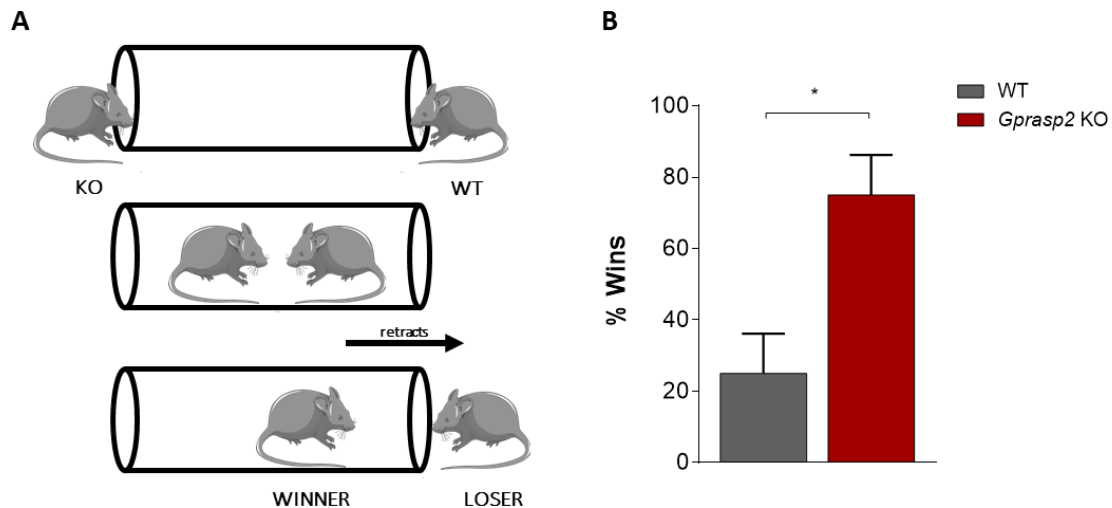 A
KO
WT
retracts
WINNER
LOSER
B
WT
Gprasp2 KO
*
% Wins
100
80
60
40
20
0